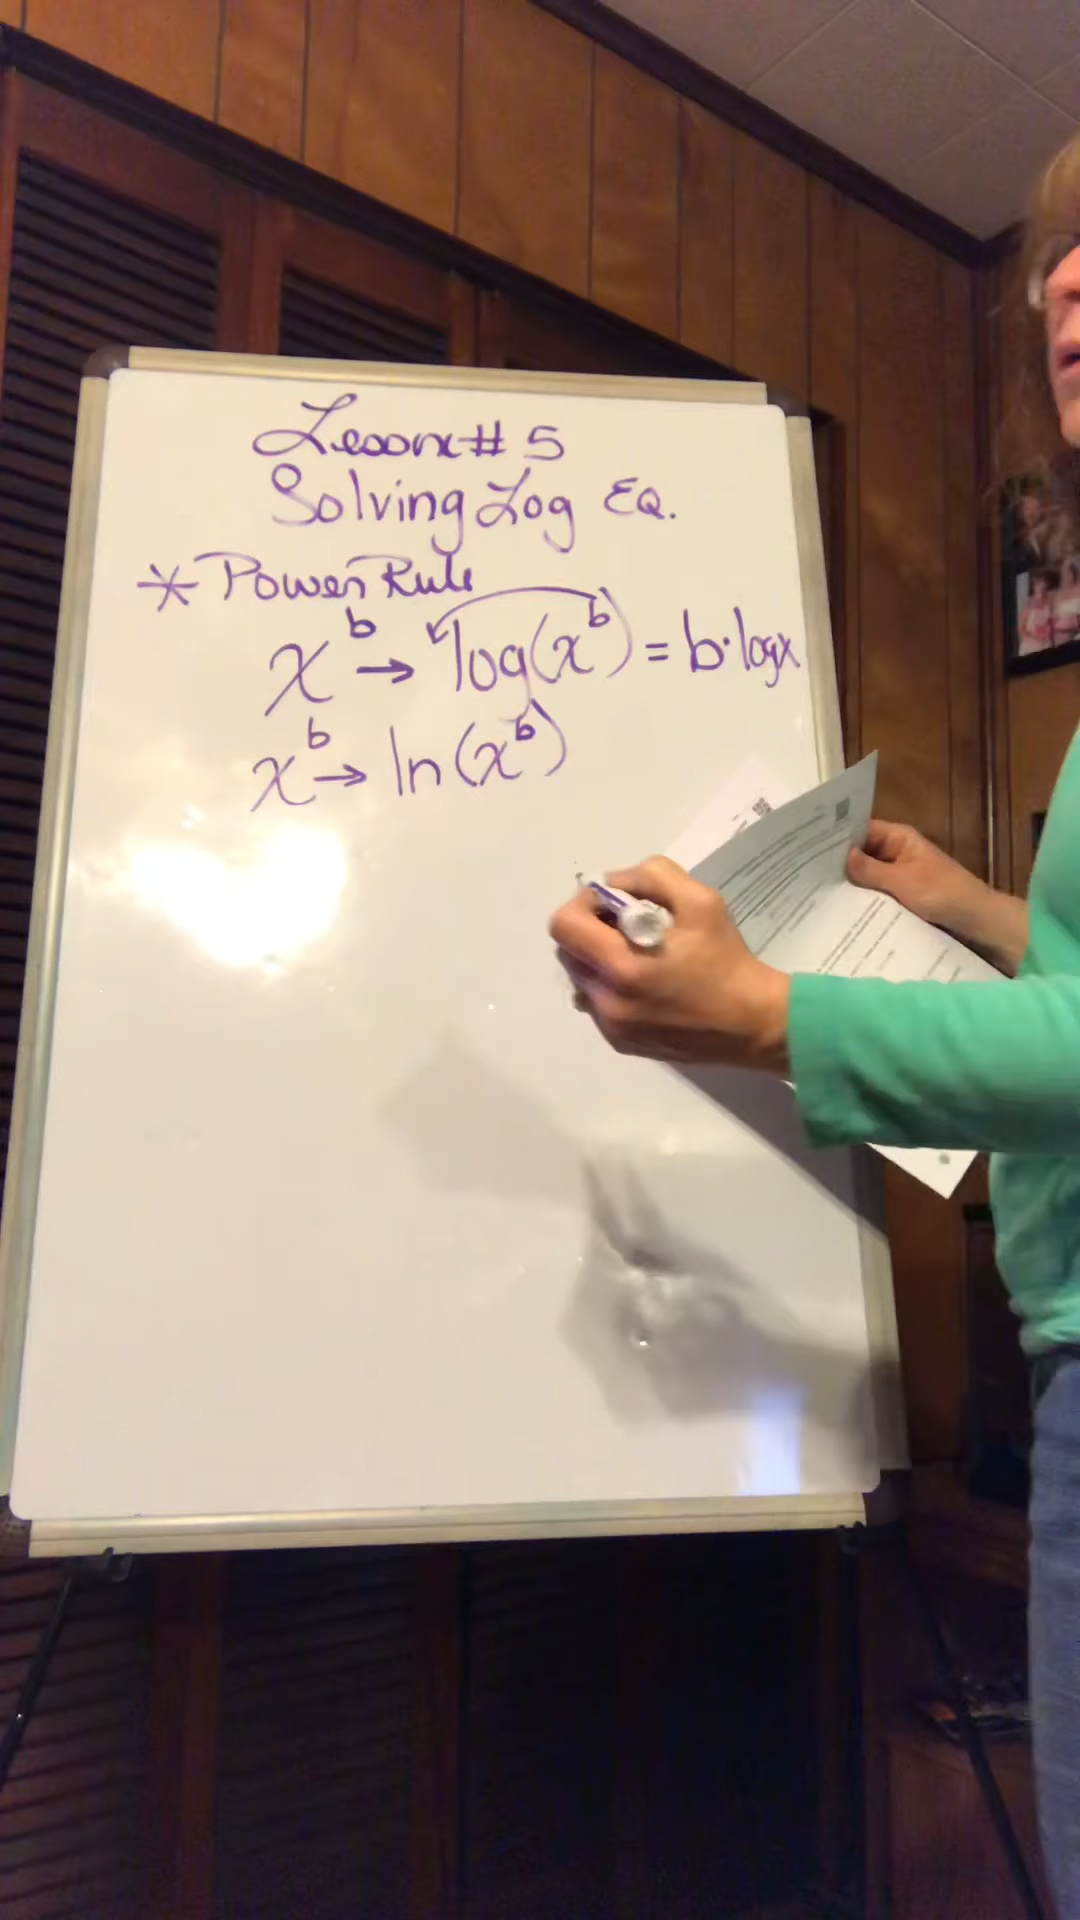 Lesson # 5
Solving Log EQ.
* Power Rule
x^b → log(x^b) = b·logx
x^b → ln(x^b)